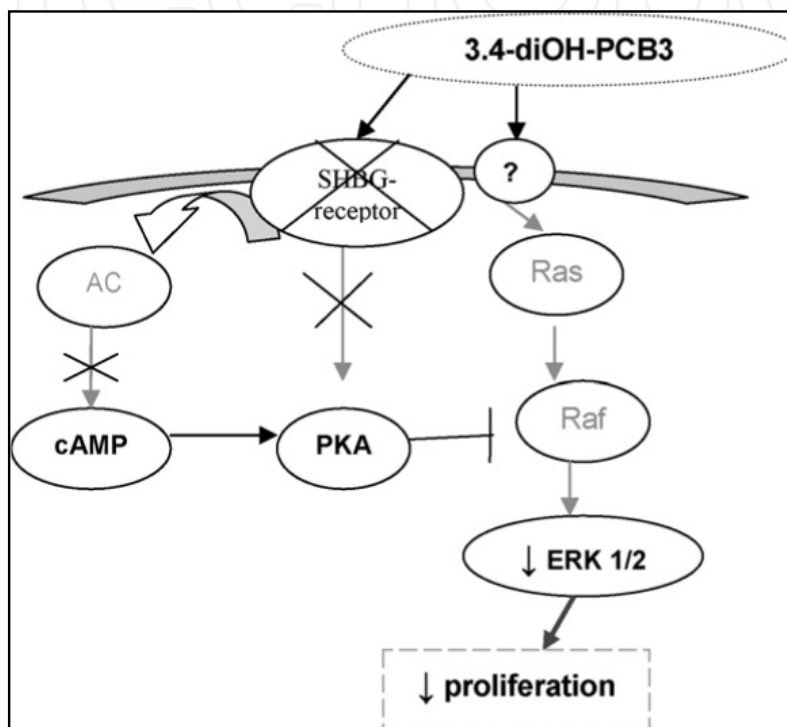 3.4-diOH-PCB3
SHBG-
receptor
?
AC
Ras
cAMP
PKA
Raf
↓ ERK 1/2
↓ proliferation